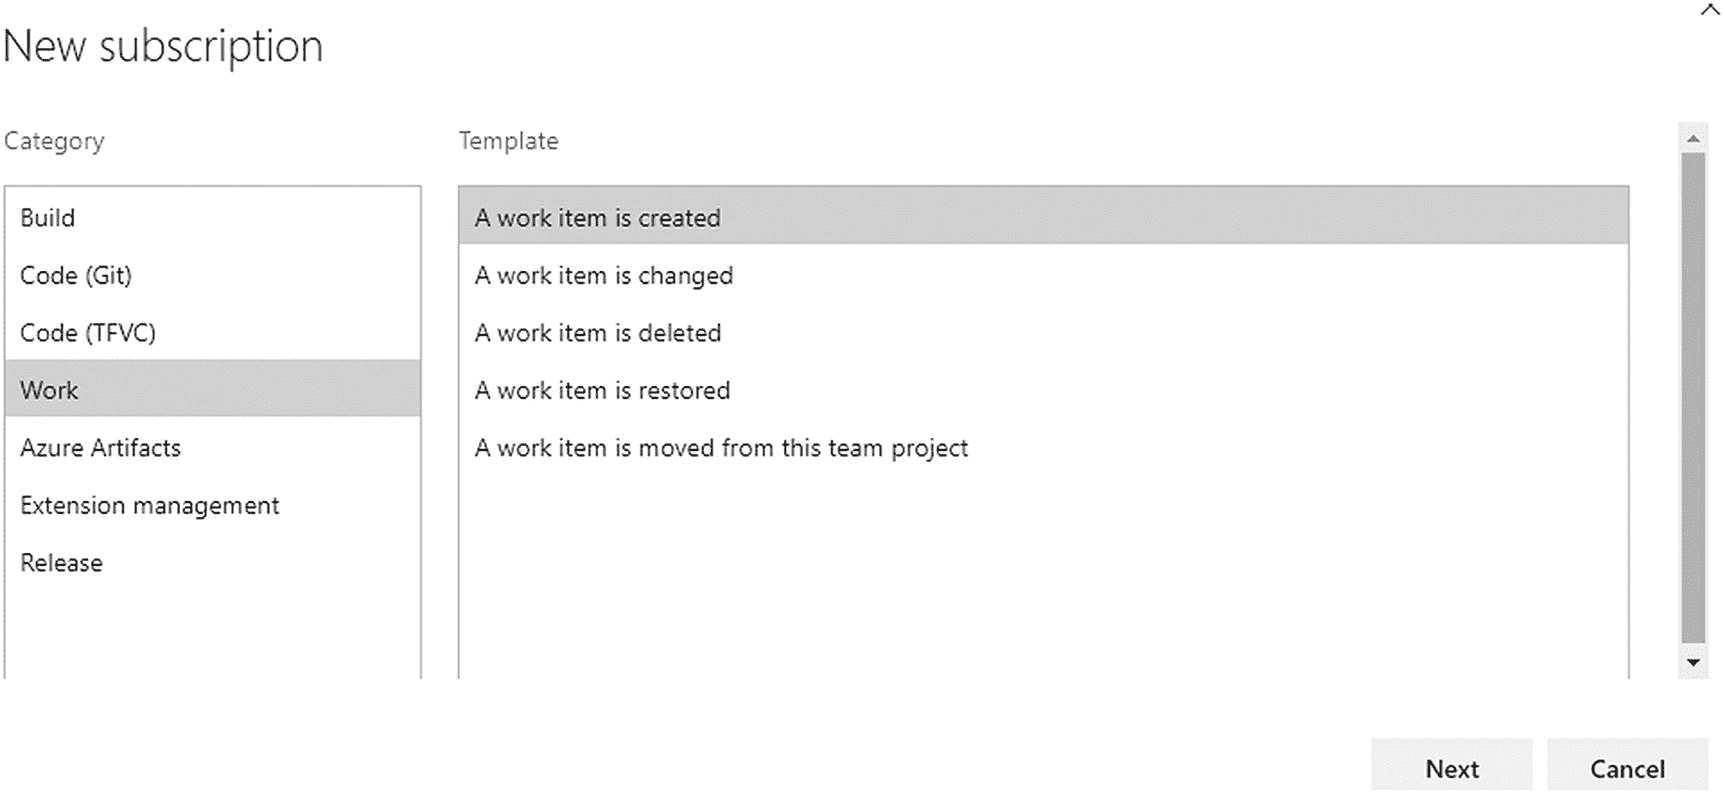 New subscription
Category
Template
Build
Code (Git)
Code (TFVC)
Work
Azure Artifacts
Extension management
Release
A work item is created
A work item is changed
A work item is deleted
A work item is restored
A work item is moved from this team project
Next
Cancel